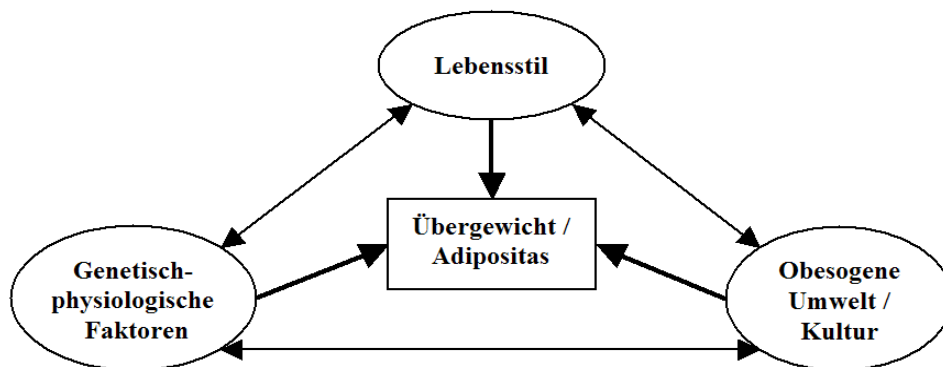 Lebensstil
Übergewicht /
Adipositas
Genetisch-
physiologische
Faktoren
Obesogene
Umwelt /
Kultur